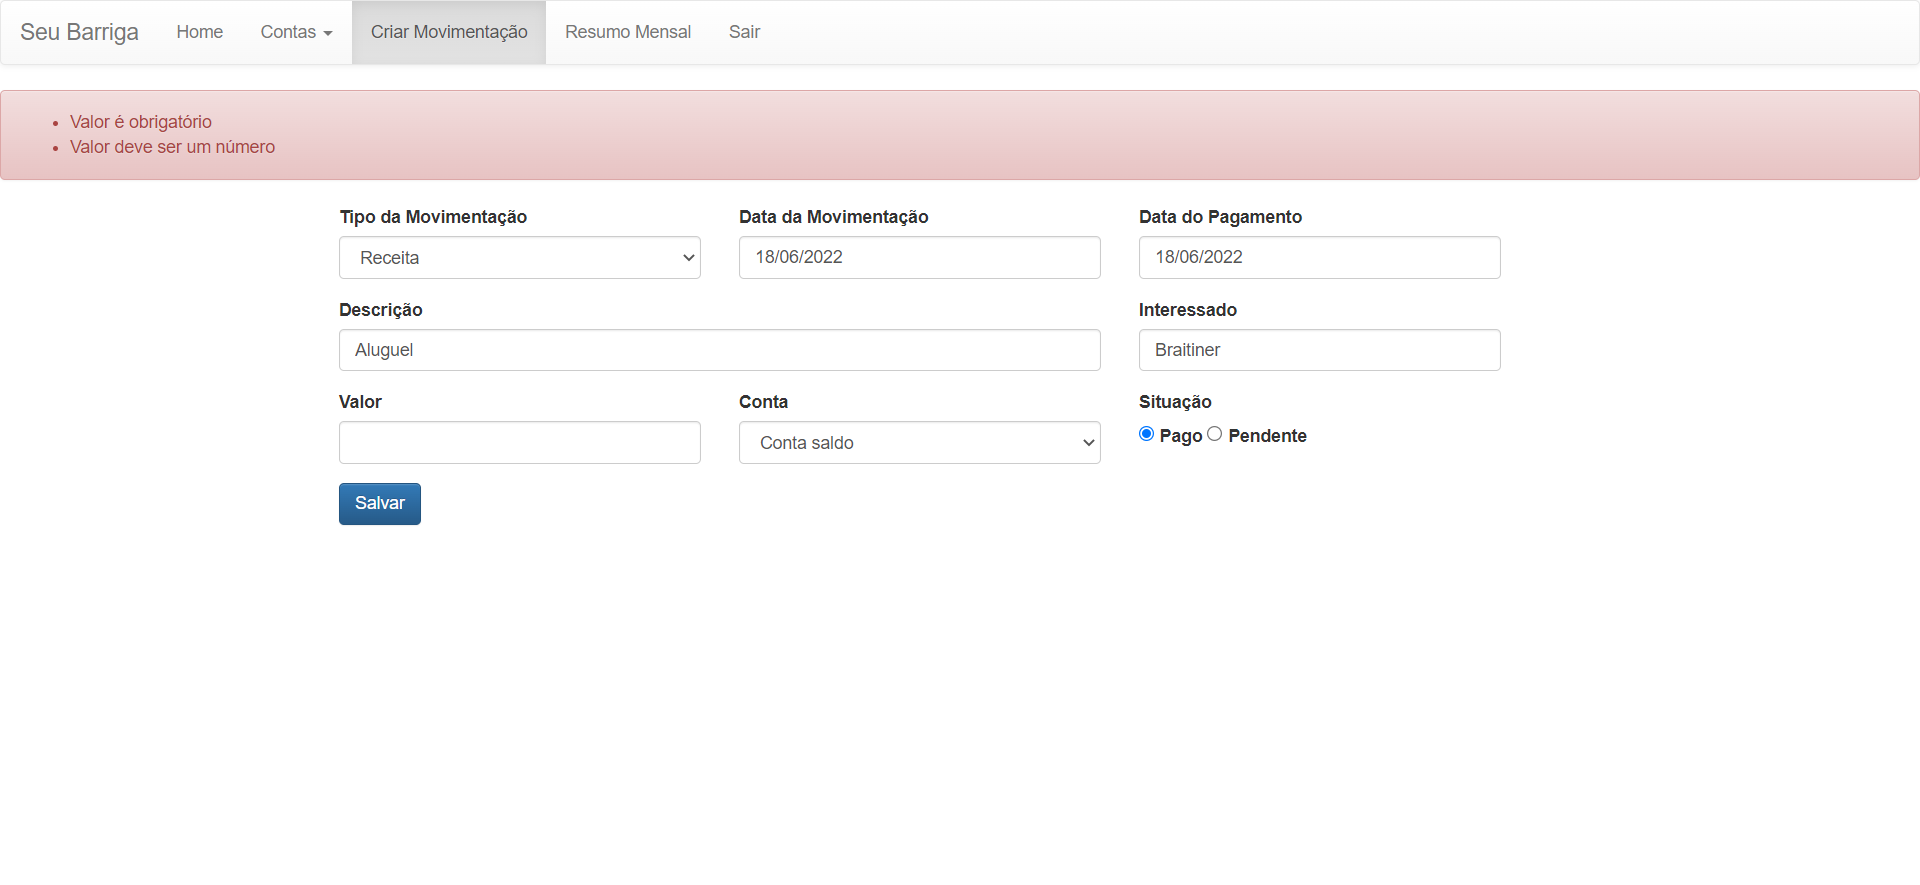 Seu Barriga Home Contas Criar Movimentação Resumo Mensal Sair
Valor é obrigatório
Valor deve ser um número
Tipo da Movimentação Data da Movimentação Data do Pagamento
Receita 18/06/2022 18/06/2022
Descrição Interessado
Aluguel Braitiner
Valor Conta Situação
Conta saldo Pago Pendente
Salvar